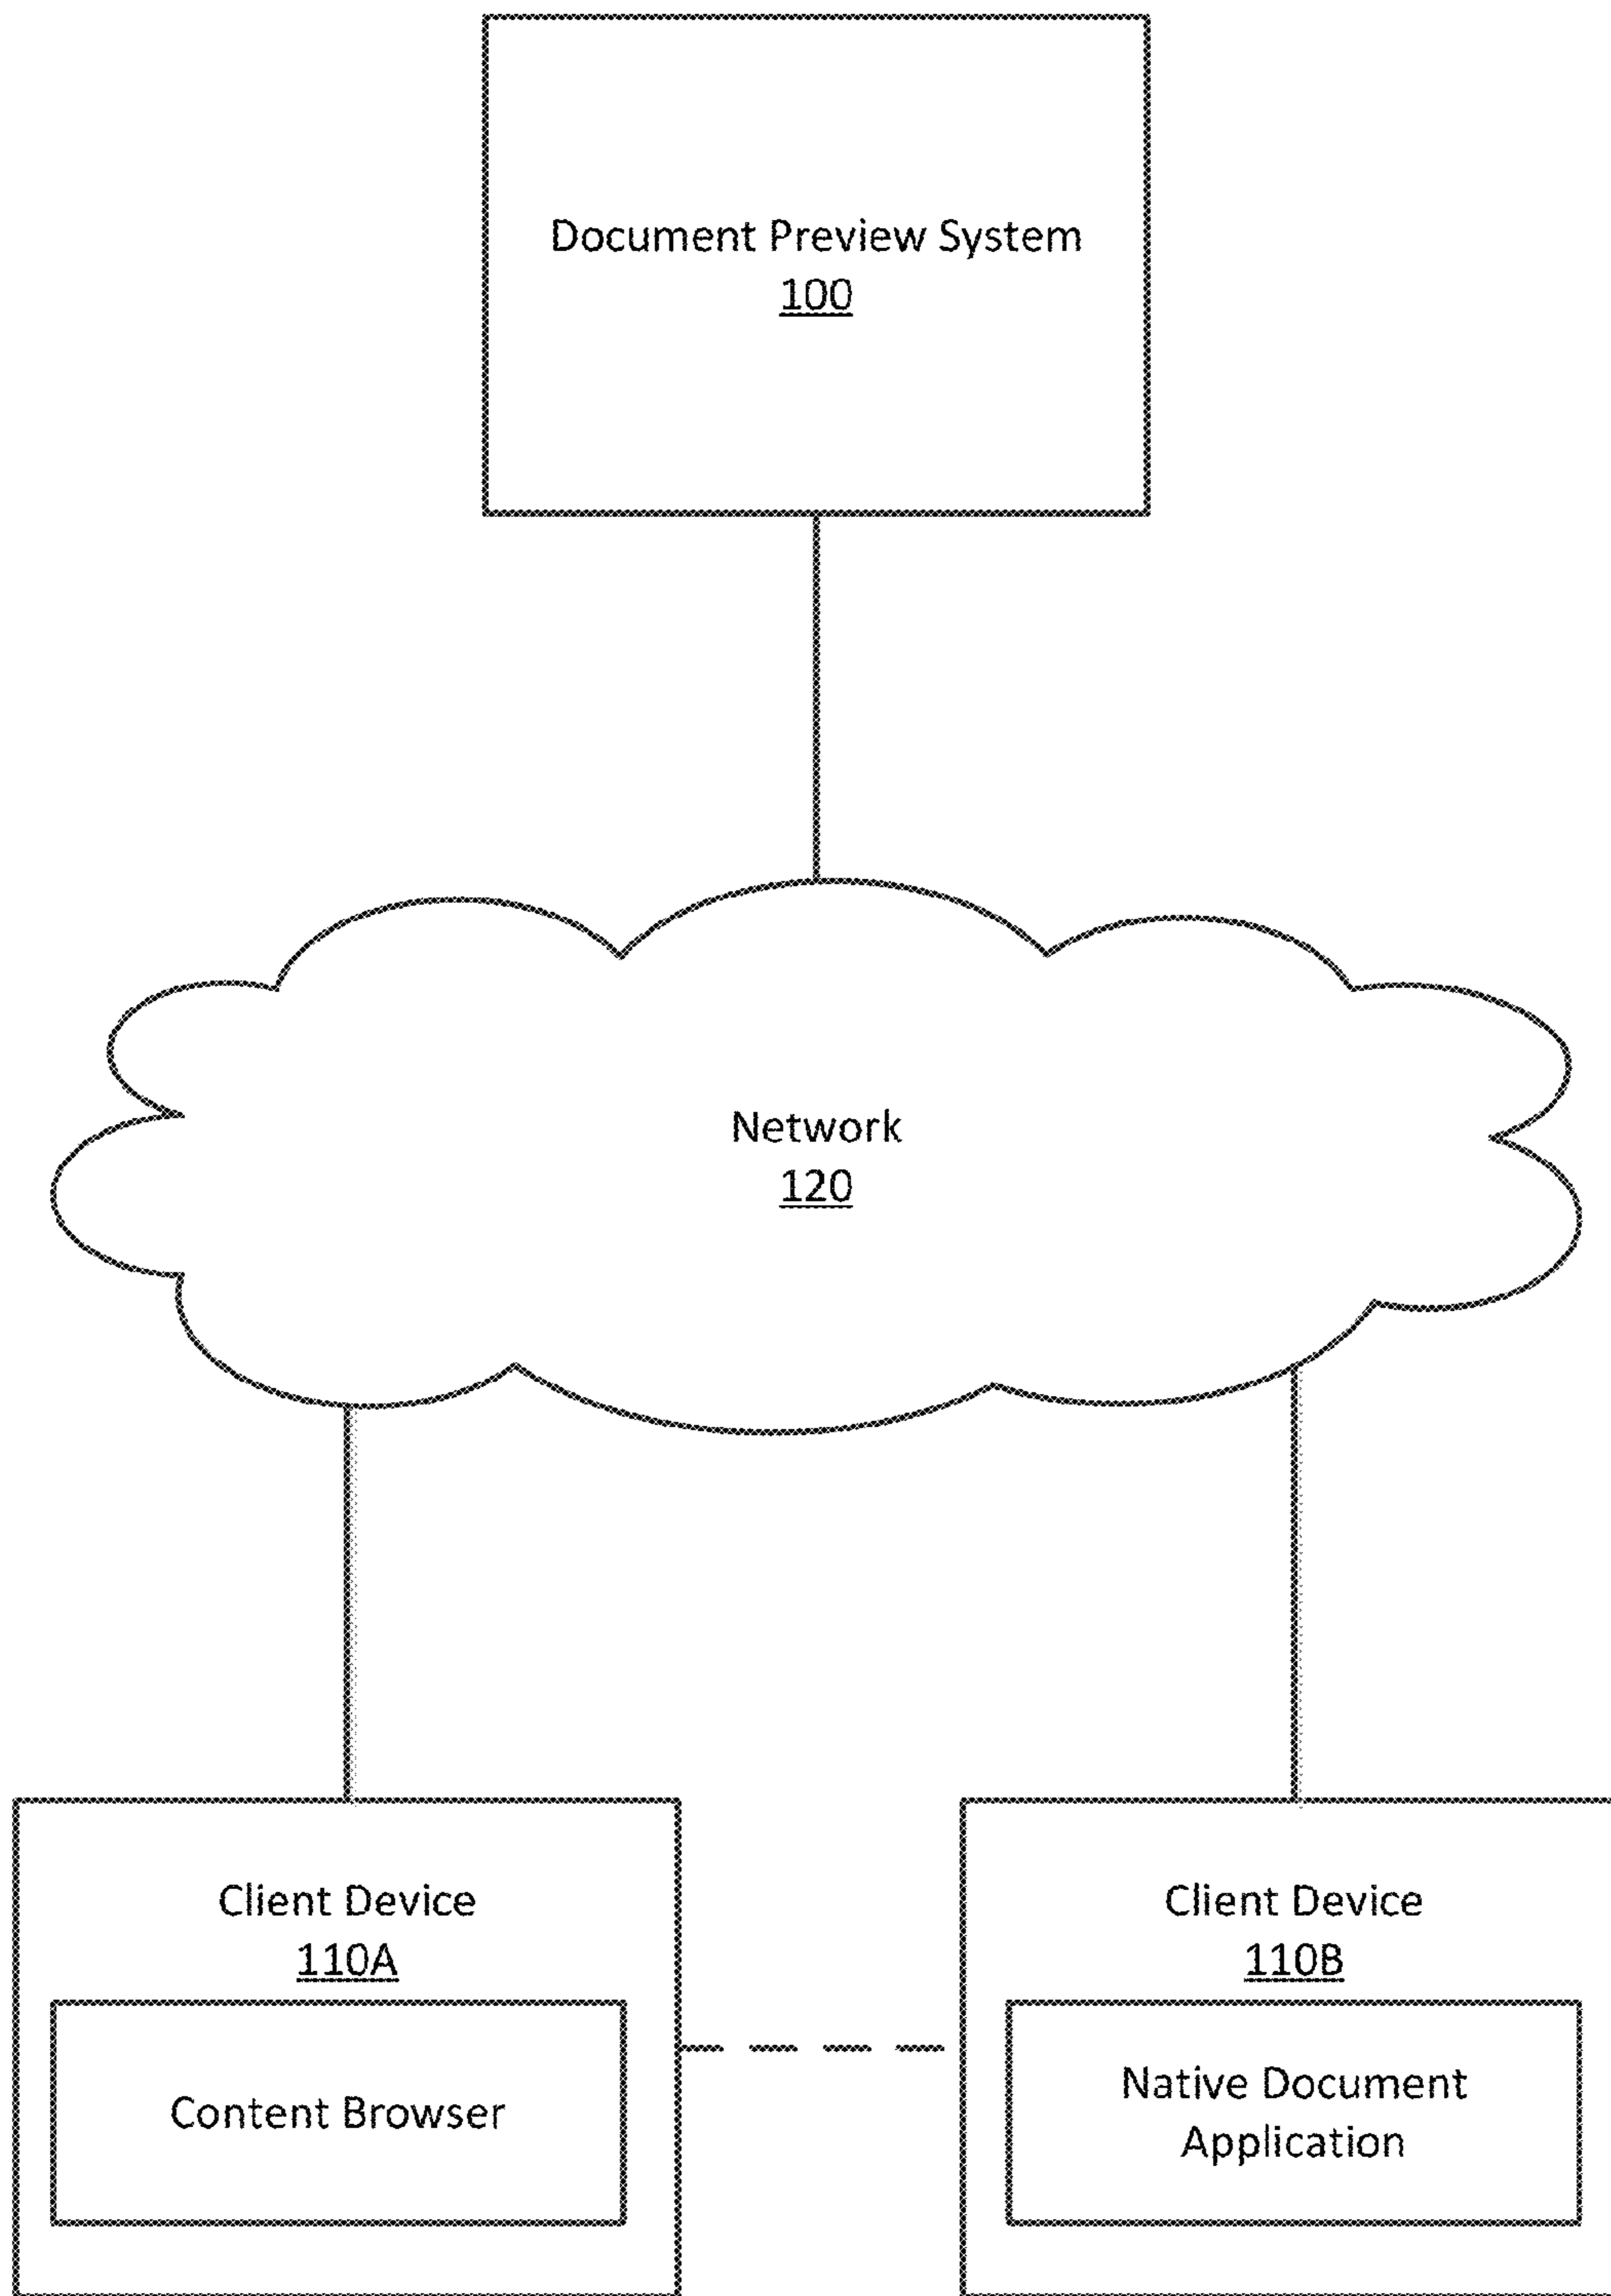 Document Preview System
100
Network
120
Client Device
110A
Content Browser
Client Device
110B
Native Document
Application